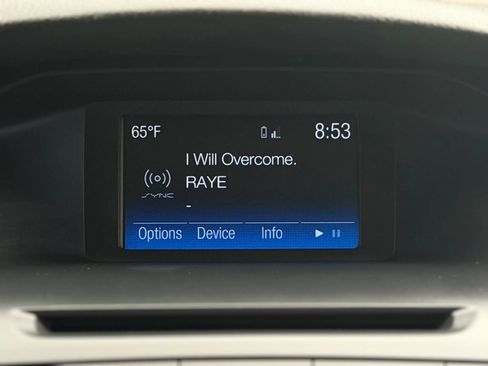 65°F 8:53
I Will Overcome.
SYNC RAYE
-
Options Device Info